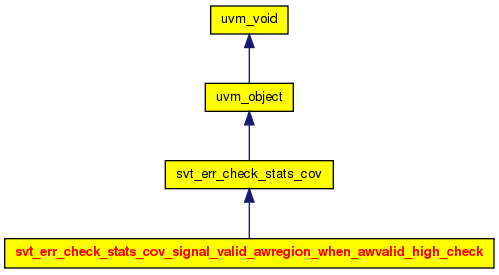 uvm_void
uvm_object
svt_err_check_stats_cov
svt_err_check_stats_cov_signal_valid_awregion_when_awvalid_high_check